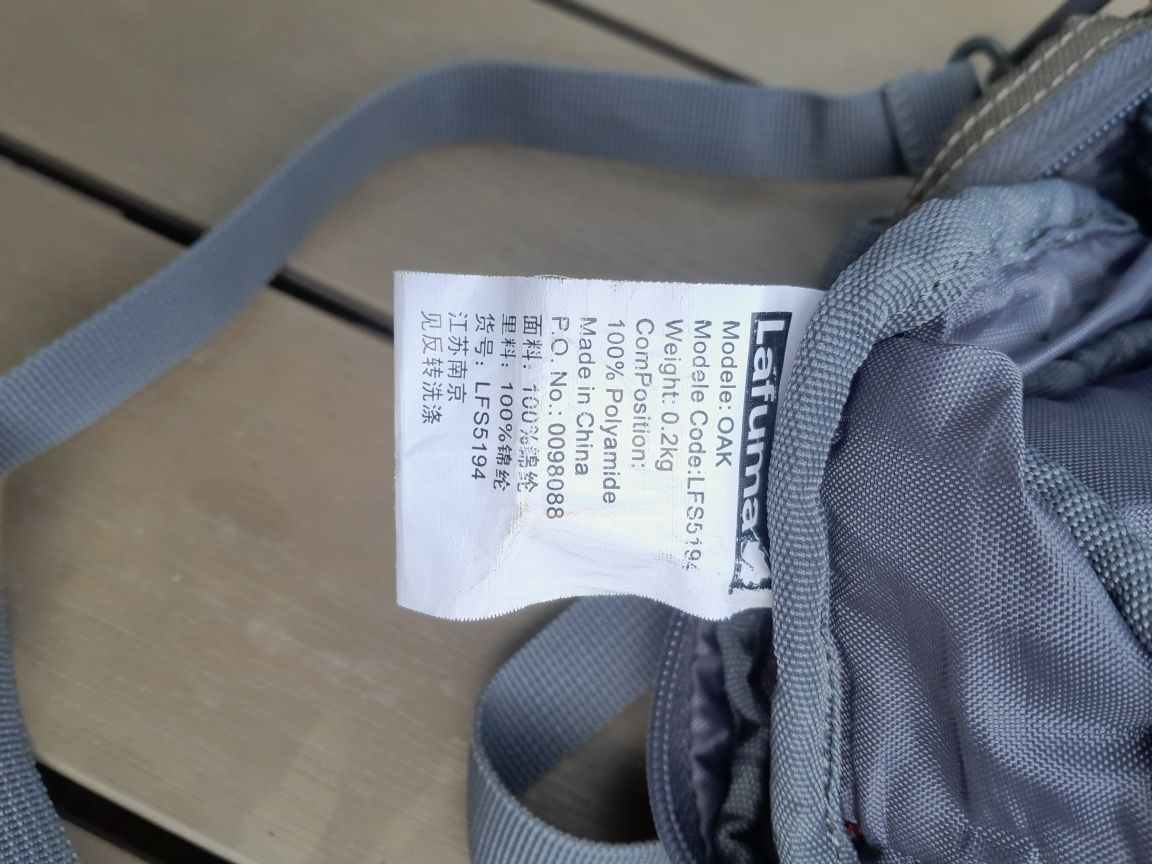 Lafuma
Modele: OAK
Modele Code:LFS5194
Weight: 0.2kg
ComPosition:
100% Polyamide
Made in China
P.O. No.: 0098088
面料: 100%锦纶
里料: 100%锦纶
货号: LFS5194
江苏南京
见反转洗涤